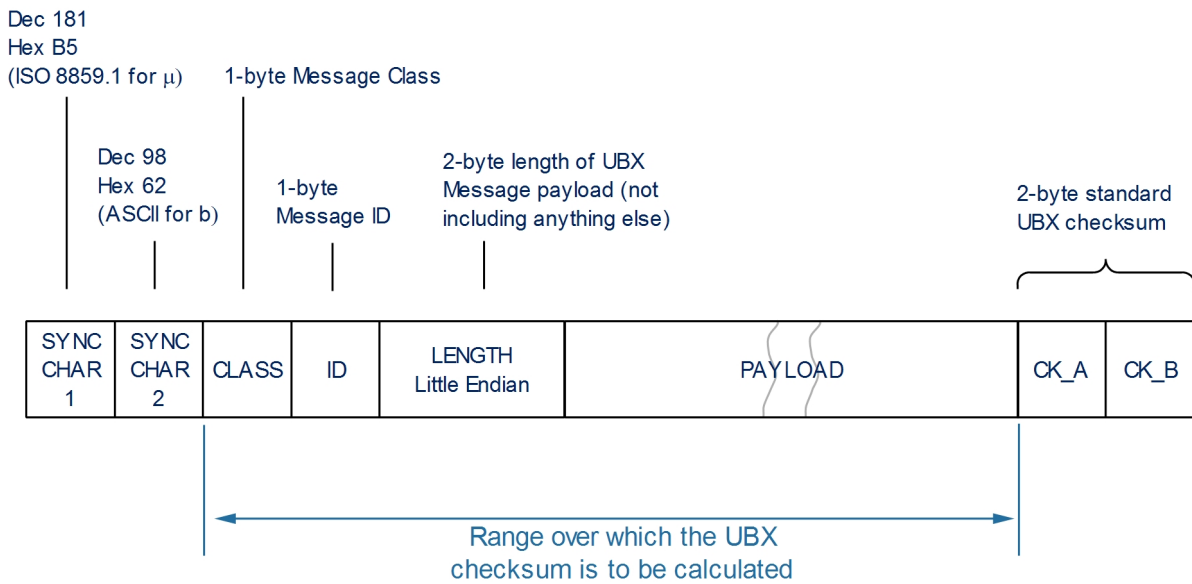 Dec 181
Hex B5
(ISO 8859.1 for μ)
1-byte Message Class
Dec 98
Hex 62
(ASCII for b)
1-byte
Message ID
2-byte length of UBX
Message payload (not
including anything else)
2-byte standard
UBX checksum
SYNC
CHAR
1
SYNC
CHAR
2
CLASS
ID
LENGTH
Little Endian
PAYLOAD
CK_A
CK_B
Range over which the UBX
checksum is to be calculated